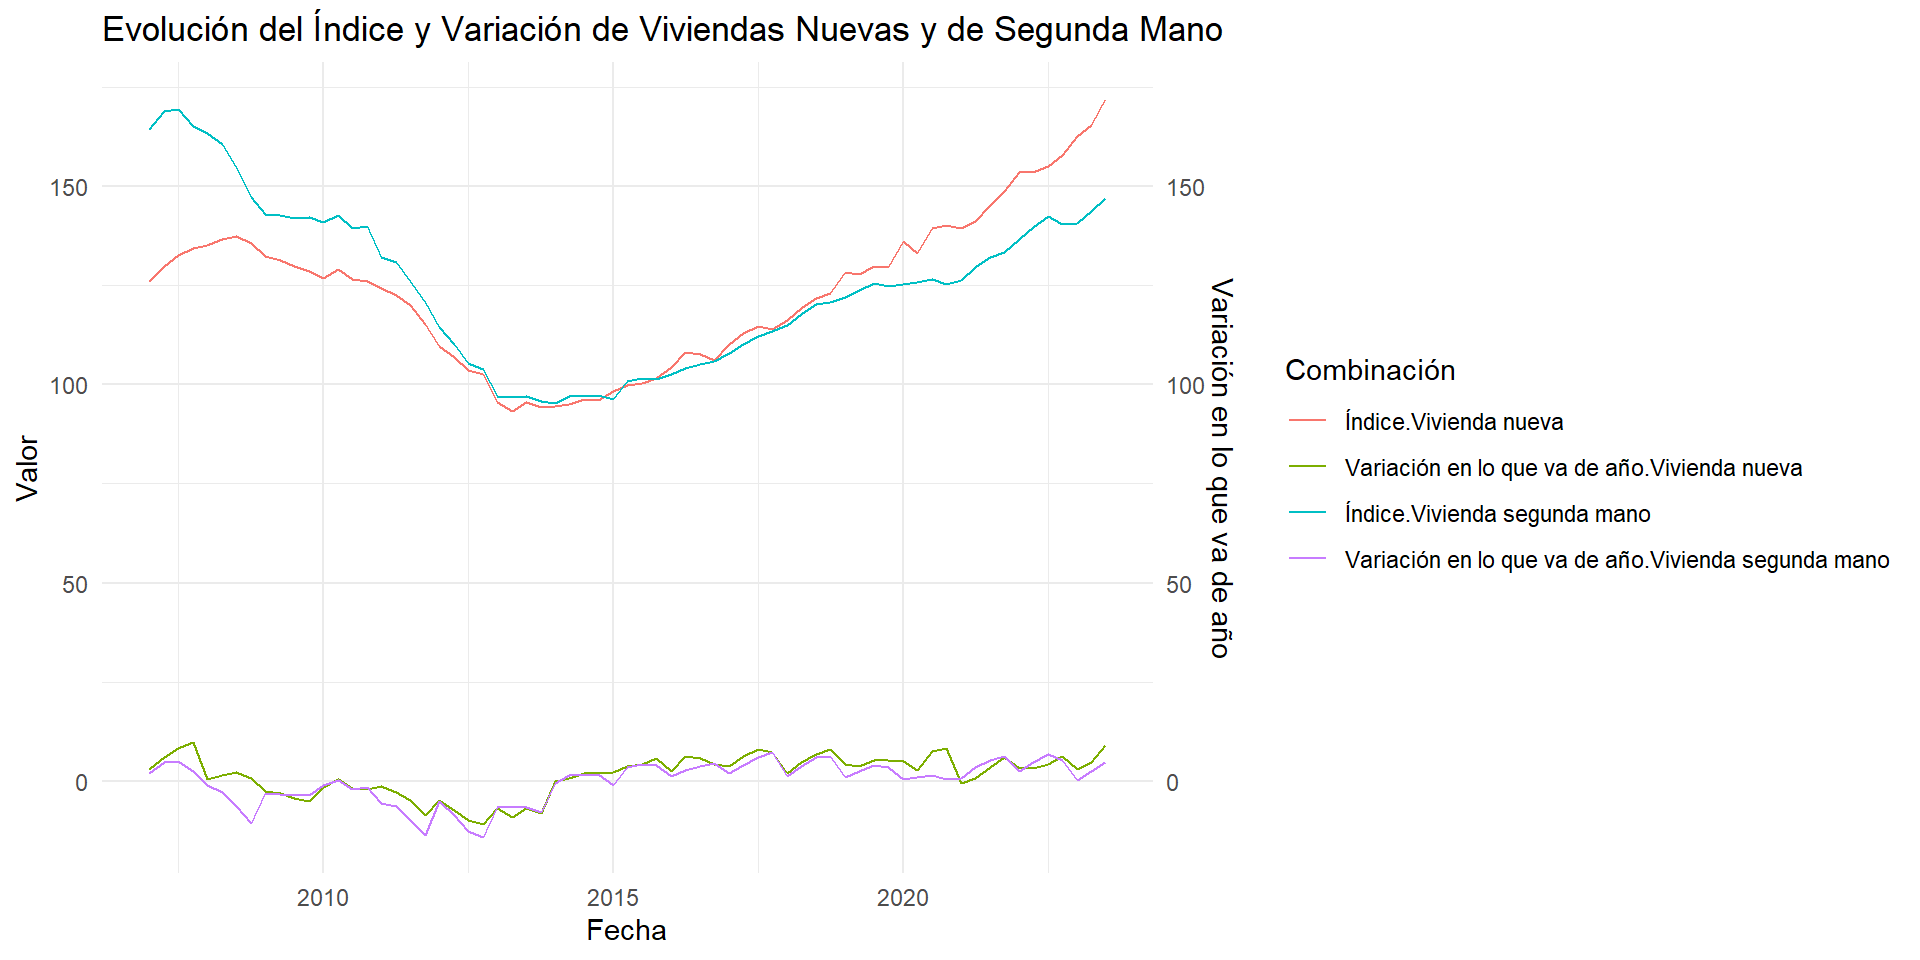 Evolución del Índice y Variación de Viviendas Nuevas y de Segunda Mano
Valor
150
100
50
0
150
100
50
0
Variación en lo que va de año
2010
2015
2020
Fecha
Combinación
Índice.Vivienda nueva
Variación en lo que va de año.Vivienda nueva
Índice.Vivienda segunda mano
Variación en lo que va de año.Vivienda segunda mano